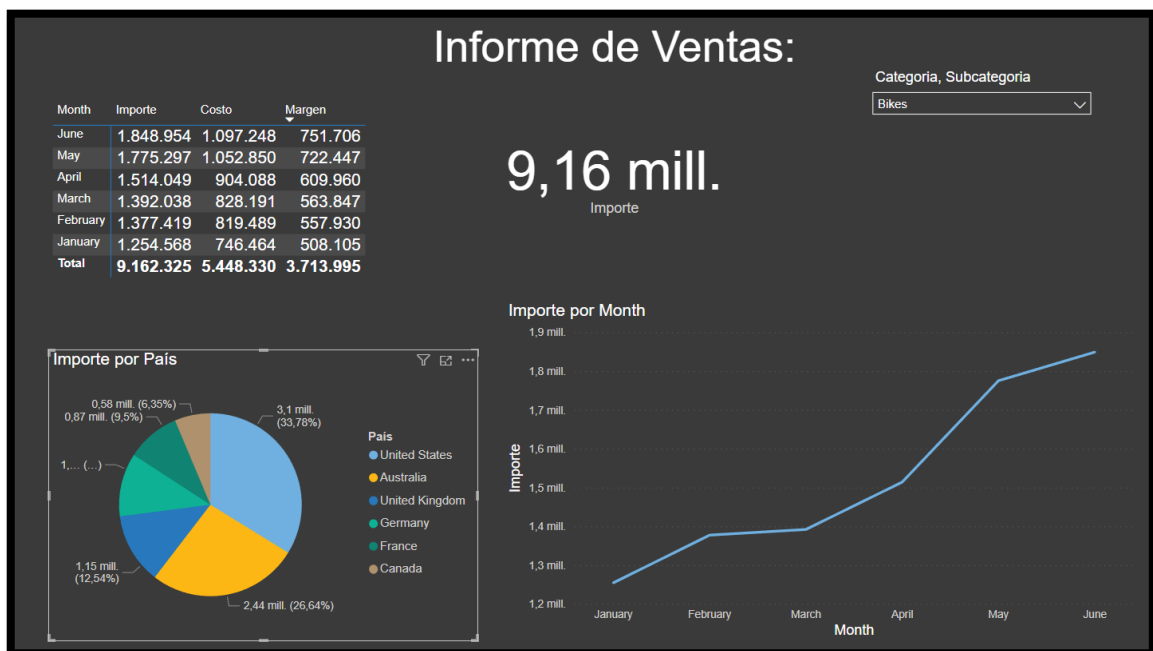 Informe de Ventas:
Categoria, Subcategoria
Bikes
Month Importe Costo Margen
June 1.848.954 1.097.248 751.706
May 1.775.297 1.052.850 722.447
April 1.514.049 904.088 609.960
March 1.392.038 828.191 563.847
February 1.377.419 819.489 557.930
January 1.254.568 746.464 508.105
Total 9.162.325 5.448.330 3.713.995
9,16 mill.
Importe
Importe por País
0,58 mill. (6,35%)
0,87 mill. (9,5%)
1,... (...)
1,15 mill.
(12,54%)
3,1 mill.
(33,78%)
2,44 mill. (26,64%)
País
United States
Australia
United Kingdom
Germany
France
Canada
Importe por Month
1,9 mill.
1,8 mill.
1,7 mill.
1,6 mill.
1,5 mill.
1,4 mill.
1,3 mill.
1,2 mill.
Importe
January February March April May June
Month